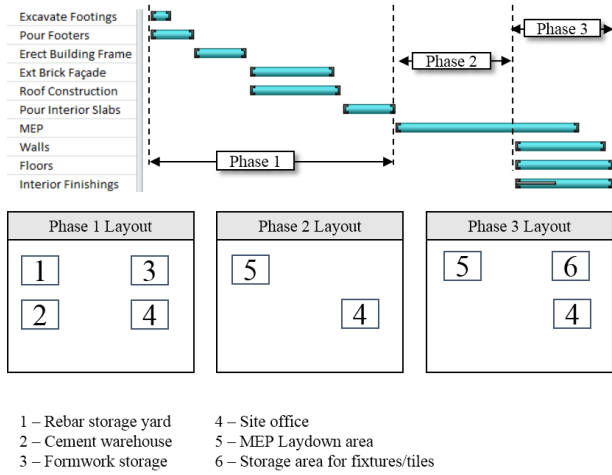 Excavate Footings
Pour Footers
Erect Building Frame
Ext Brick Façade
Roof Construction
Pour Interior Slabs
MEP
Walls
Floors
Interior Finishings
Phase 3
Phase 2
Phase 1
Phase 1 Layout
1
3
2
4
Phase 2 Layout
5
4
Phase 3 Layout
5
6
4
1 – Rebar storage yard
2 – Cement warehouse
3 – Formwork storage
4 – Site office
5 – MEP Laydown area
6 – Storage area for fixtures/tiles